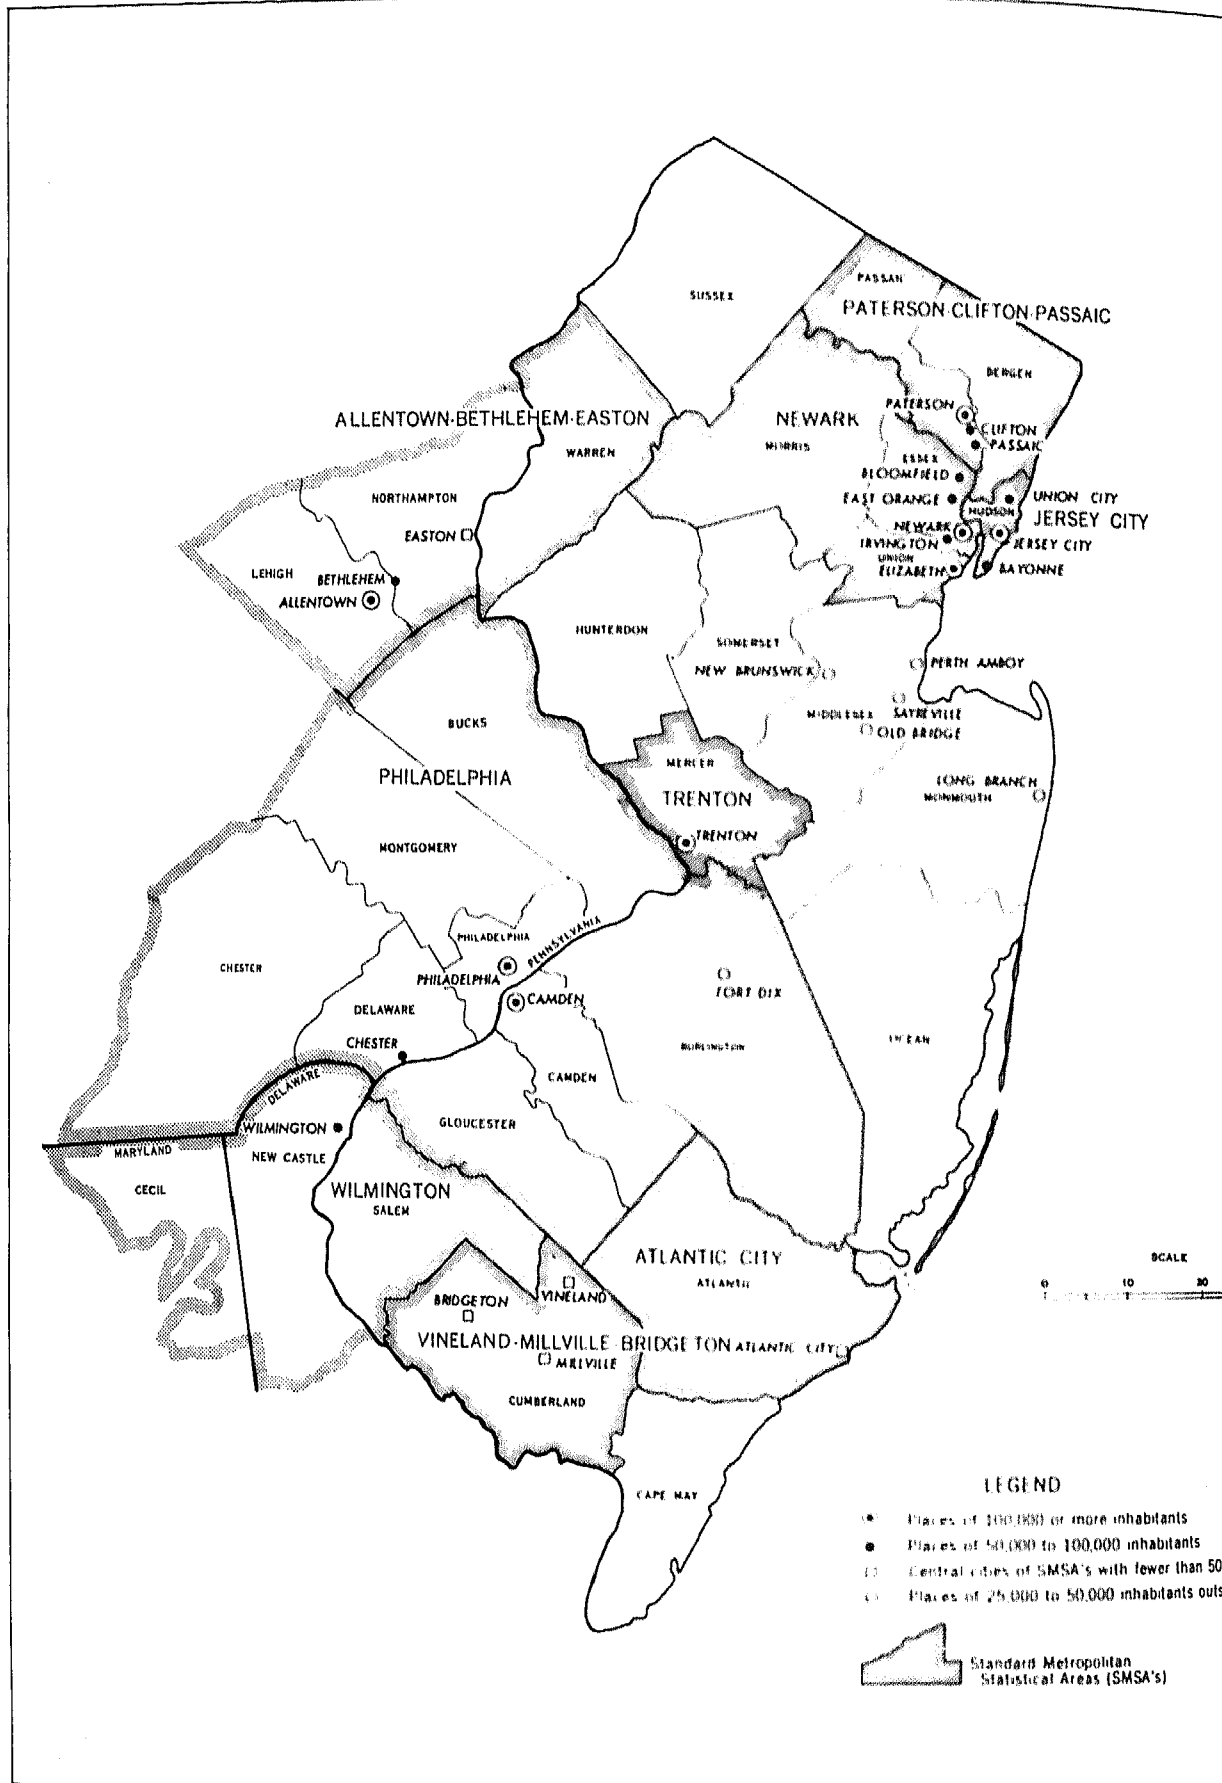 SUSSEX
PASSAIC
PATERSON·CLIFTON·PASSAIC
BERGEN
PATERSON
CLIFTON
PASSAIC
ALLENTOWN·BETHLEHEM·EASTON
NEWARK
MORRIS
WARREN
ESSEX
BLOOMFIELD
NORTHAMPTON
EAST ORANGE
UNION CITY
HUDSON
JERSEY CITY
EASTON
NEWARK
IRVINGTON
JERSEY CITY
UNION
ELIZABETH
BAYONNE
LEHIGH
BETHLEHEM
ALLENTOWN
HUNTERDON
SOMERSET
NEW BRUNSWICK
PERTH AMBOY
MIDDLESEX
SAYREVILLE
OLD BRIDGE
BUCKS
MERCER
PHILADELPHIA
TRENTON
LONG BRANCH
MONMOUTH
TRENTON
MONTGOMERY
PHILADELPHIA
PENNSYLVANIA
CHESTER
PHILADELPHIA
FORT DIX
CAMDEN
DELAWARE
CHESTER
BURLINGTON
OCEAN
CAMDEN
DELAWARE
GLOUCESTER
WILMINGTON
MARYLAND
NEW CASTLE
CECIL
WILMINGTON
SALEM
ATLANTIC CITY
ATLANTIC
SCALE
0 10 20
VINELAND
BRIDGETON
VINELAND·MILLVILLE·BRIDGETON
ATLANTIC CITY
MILLVILLE
CUMBERLAND
CAPE MAY
LEGEND
Places of 100,000 or more inhabitants
Places of 50,000 to 100,000 inhabitants
Central cities of SMSA's with fewer than 50
Places of 25,000 to 50,000 inhabitants outs
Standard Metropolitan
Statistical Areas (SMSA's)